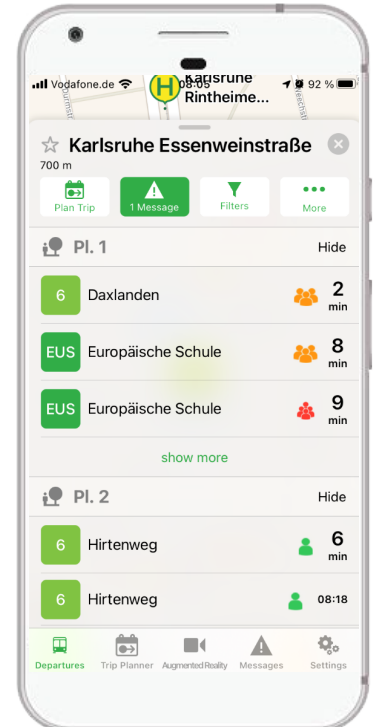 Karlsruhe
Vodafone.de 08:05 92 %
H
Rintheime...
Karlsruhe Essenweinstraße
700 m
Plan Trip 1 Message Filters More
Pl. 1 Hide
6 Daxlanden 2 min
EUS Europäische Schule 8 min
EUS Europäische Schule 9 min
show more
Pl. 2 Hide
6 Hirtenweg 6 min
6 Hirtenweg 08:18
Departures Trip Planner Augmented Reality Messages Settings